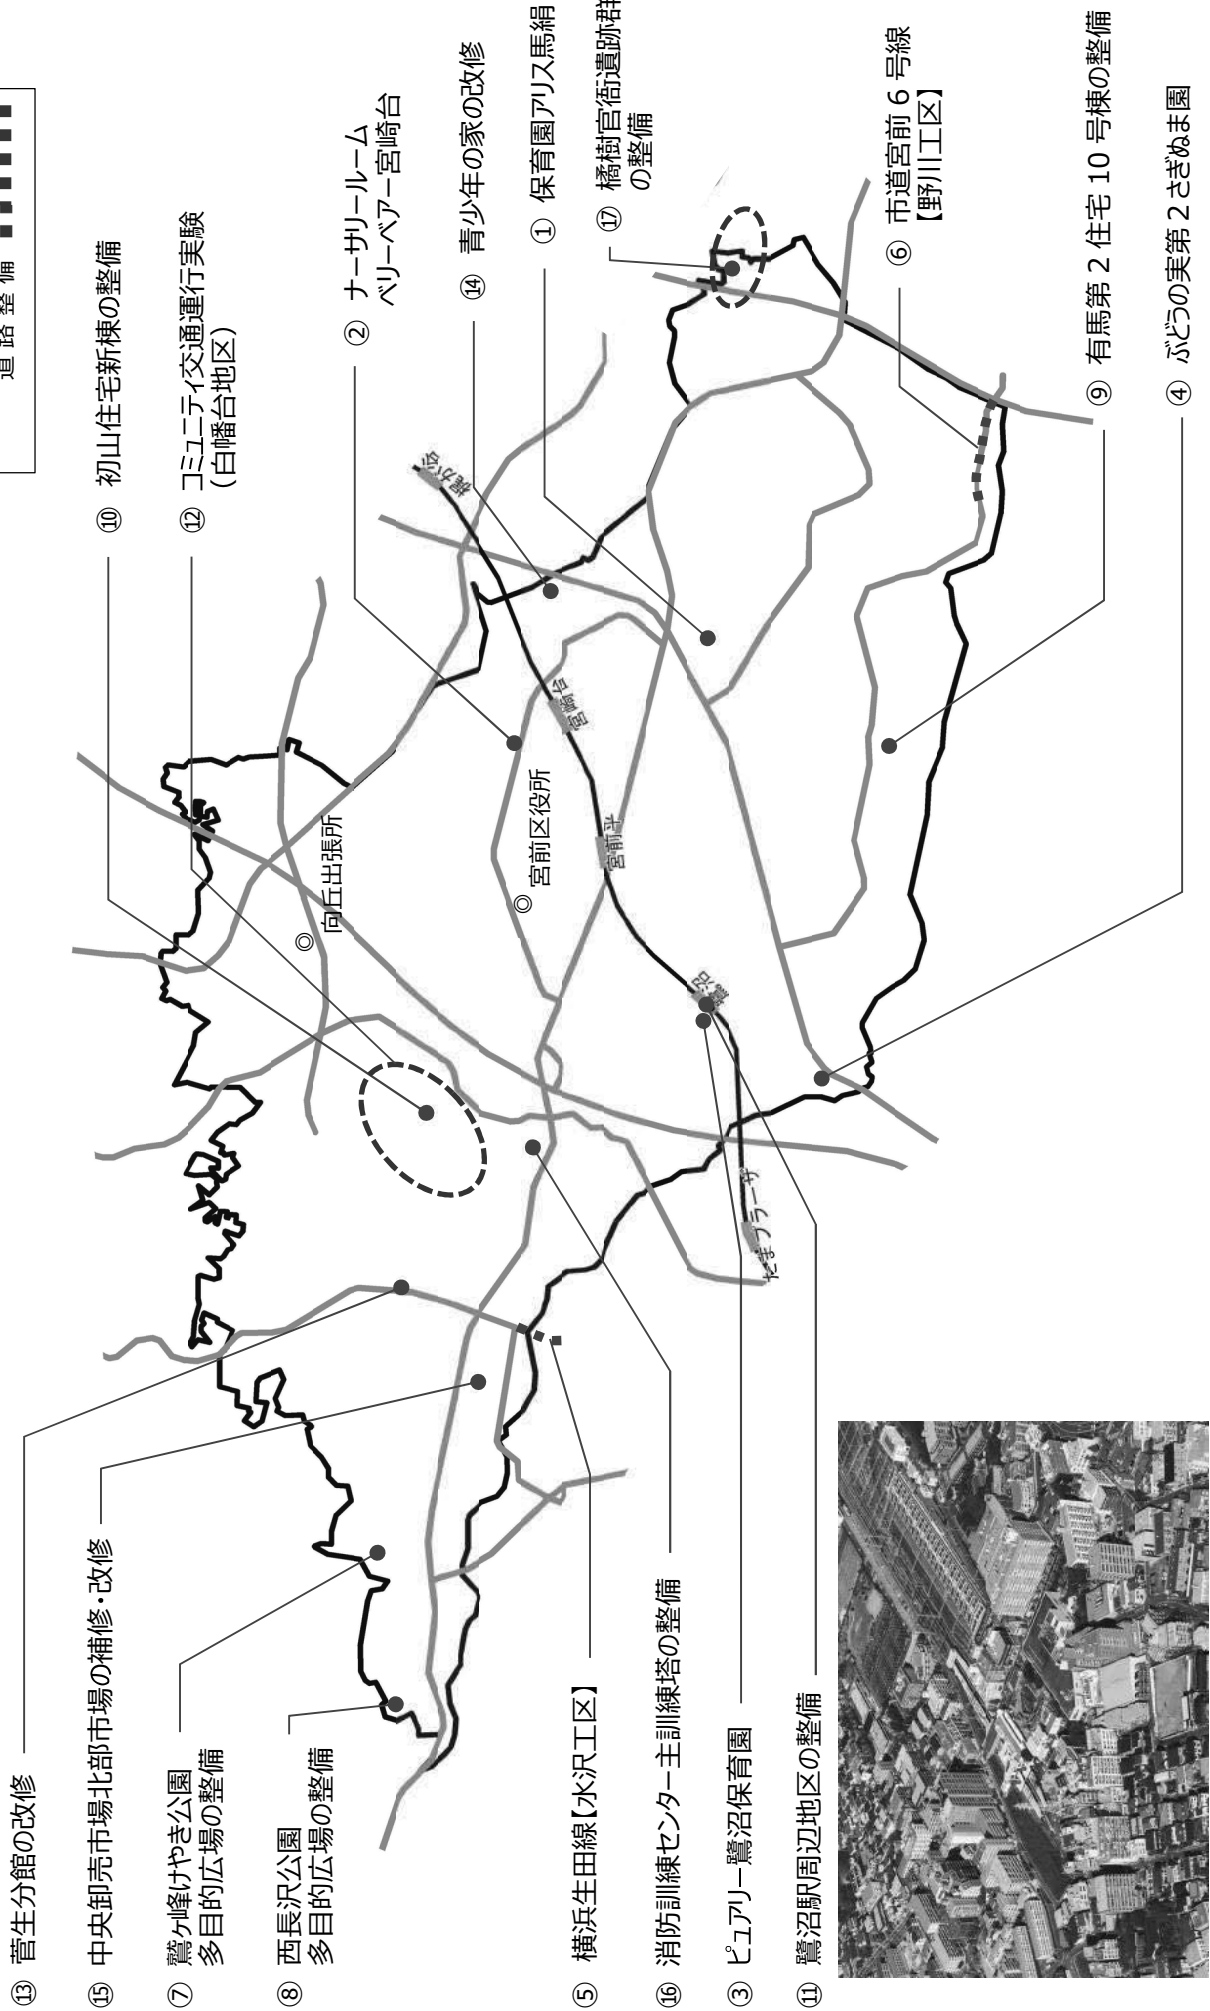 道路整備
⑩ 初山住宅新棟の整備
⑫ コミュニティ交通運行実験
(白幡台地区)
② ナーサリールーム
ベリーベアー宮崎台
⑭ 青少年の家の改修
① 保育園アリス馬絹
⑰ 橘樹官衙遺跡群
の整備
⑥ 市道宮前 6 号線
【野川工区】
⑨ 有馬第 2 住宅 10 号棟の整備
④ ぶどうの実第 2 さぎぬま園
梶が谷
宮崎台
宮前平
鷺沼
たまプラーザ
向丘出張所
宮前区役所
⑬ 菅生分館の改修
⑮ 中央卸売市場北部市場の補修・改修
⑦ 鷲ヶ峰けやき公園
多目的広場の整備
⑧ 西長沢公園
多目的広場の整備
⑤ 横浜生田線【水沢工区】
⑯ 消防訓練センター主訓練塔の整備
③ ピュアリー鷺沼保育園
⑪ 鷺沼駅周辺地区の整備